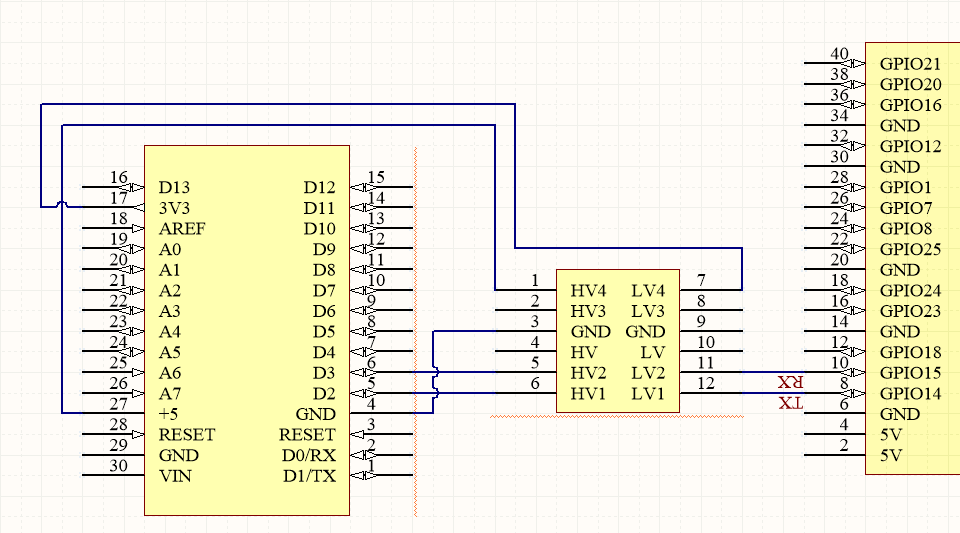 16 D13 D12 15
17 3V3 D11 14
18 AREF D10 13
19 A0 D9 12
20 A1 D8 11
21 A2 D7 10
22 A3 D6 9
23 A4 D5 8
24 A5 D4 7
25 A6 D3 6
26 A7 D2 5
27 +5 GND 4
28 RESET RESET 3
29 GND D0/RX 2
30 VIN D1/TX 1
1 HV4 LV4 7
2 HV3 LV3 8
3 GND GND 9
4 HV LV 10
5 HV2 LV2 11
6 HV1 LV1 12
RX
TX
40 GPIO21
38 GPIO20
36 GPIO16
34 GND
32 GPIO12
30 GND
28 GPIO1
26 GPIO7
24 GPIO8
22 GPIO25
20 GND
18 GPIO24
16 GPIO23
14 GND
12 GPIO18
10 GPIO15
8 GPIO14
6 GND
4 5V
2 5V